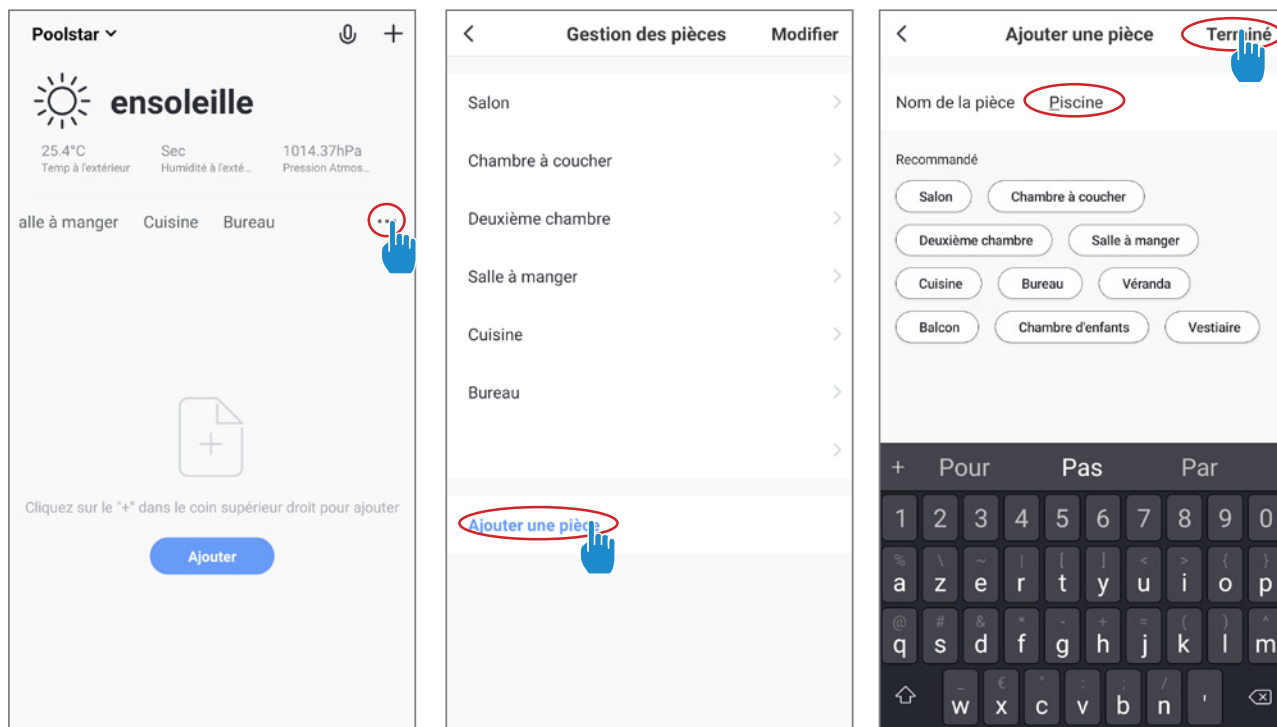 Poolstar
ensoleille
25.4°C Sec 1014.37hPa
Temp à l'extérieur Humidité à l'exté... Pression Atmos...
alle à manger Cuisine Bureau
Cliquez sur le "+" dans le coin supérieur droit pour ajouter
Ajouter
Gestion des pièces Modifier
Salon
Chambre à coucher
Deuxième chambre
Salle à manger
Cuisine
Bureau
Ajouter une pièce
Ajouter une pièce Terminé
Nom de la pièce Piscine
Recommandé
Salon Chambre à coucher
Deuxième chambre Salle à manger
Cuisine Bureau Véranda
Balcon Chambre d'enfants Vestiaire
+ Pour Pas Par
1 2 3 4 5 6 7 8 9 0
% \ ~ | [ ] < > { }
a z e r t y u i o p
@ # & * - + = ( ) ^
q s d f g h j k l m
_ € " : ; /
w x c v b n '